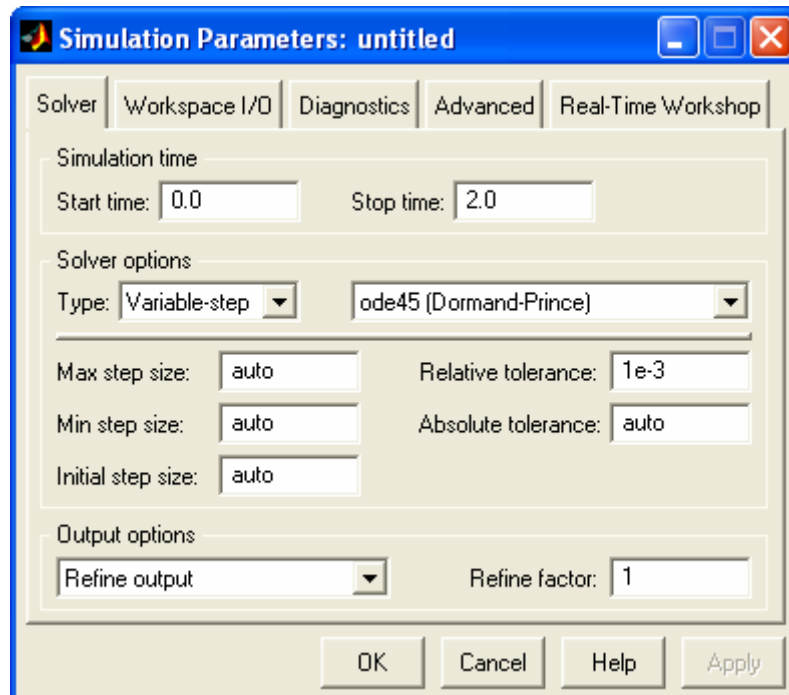 Simulation Parameters: untitled
Solver Workspace I/O Diagnostics Advanced Real-Time Workshop
Simulation time
Start time: 0.0 Stop time: 2.0
Solver options
Type: Variable-step ode45 (Dormand-Prince)
Max step size: auto Relative tolerance: 1e-3
Min step size: auto Absolute tolerance: auto
Initial step size: auto
Output options
Refine output Refine factor: 1
OK Cancel Help Apply